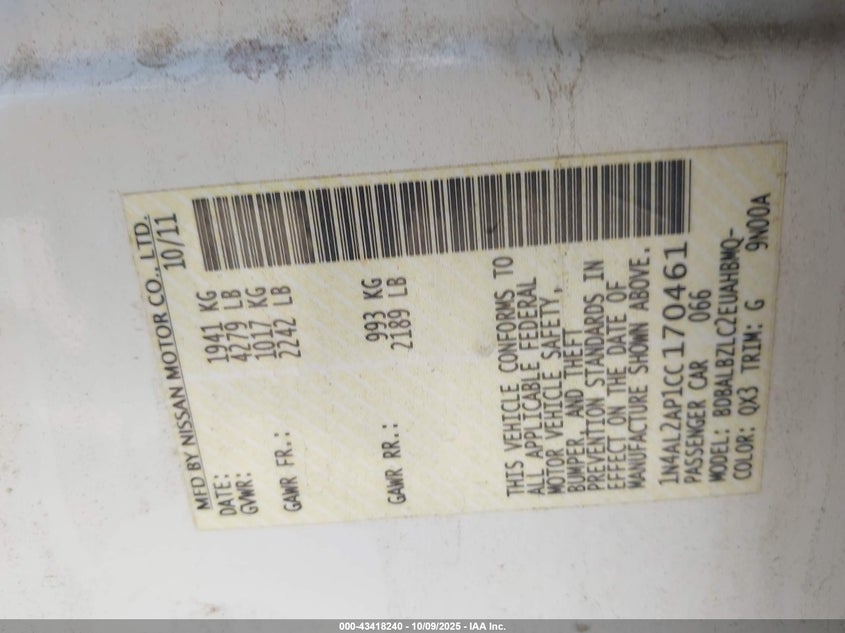 MFD BY NISSAN MOTOR CO., LTD.
DATE: 10/11
GVWR: 1941 KG
4279 LB
GAWR FR.: 1017 KG
2242 LB
GAWR RR.: 993 KG
2189 LB
THIS VEHICLE CONFORMS TO
ALL APPLICABLE FEDERAL
MOTOR VEHICLE SAFETY,
BUMPER, AND THEFT
PREVENTION STANDARDS IN
EFFECT ON THE DATE OF
MANUFACTURE SHOWN ABOVE.
1N4AL2AP1CC170461
PASSENGER CAR 066
MODEL: BDBALBZLCZEUAHBMQ-
COLOR: QX3 TRIM: G 9N00A
000-43418240 - 10/09/2025 - IAA Inc.